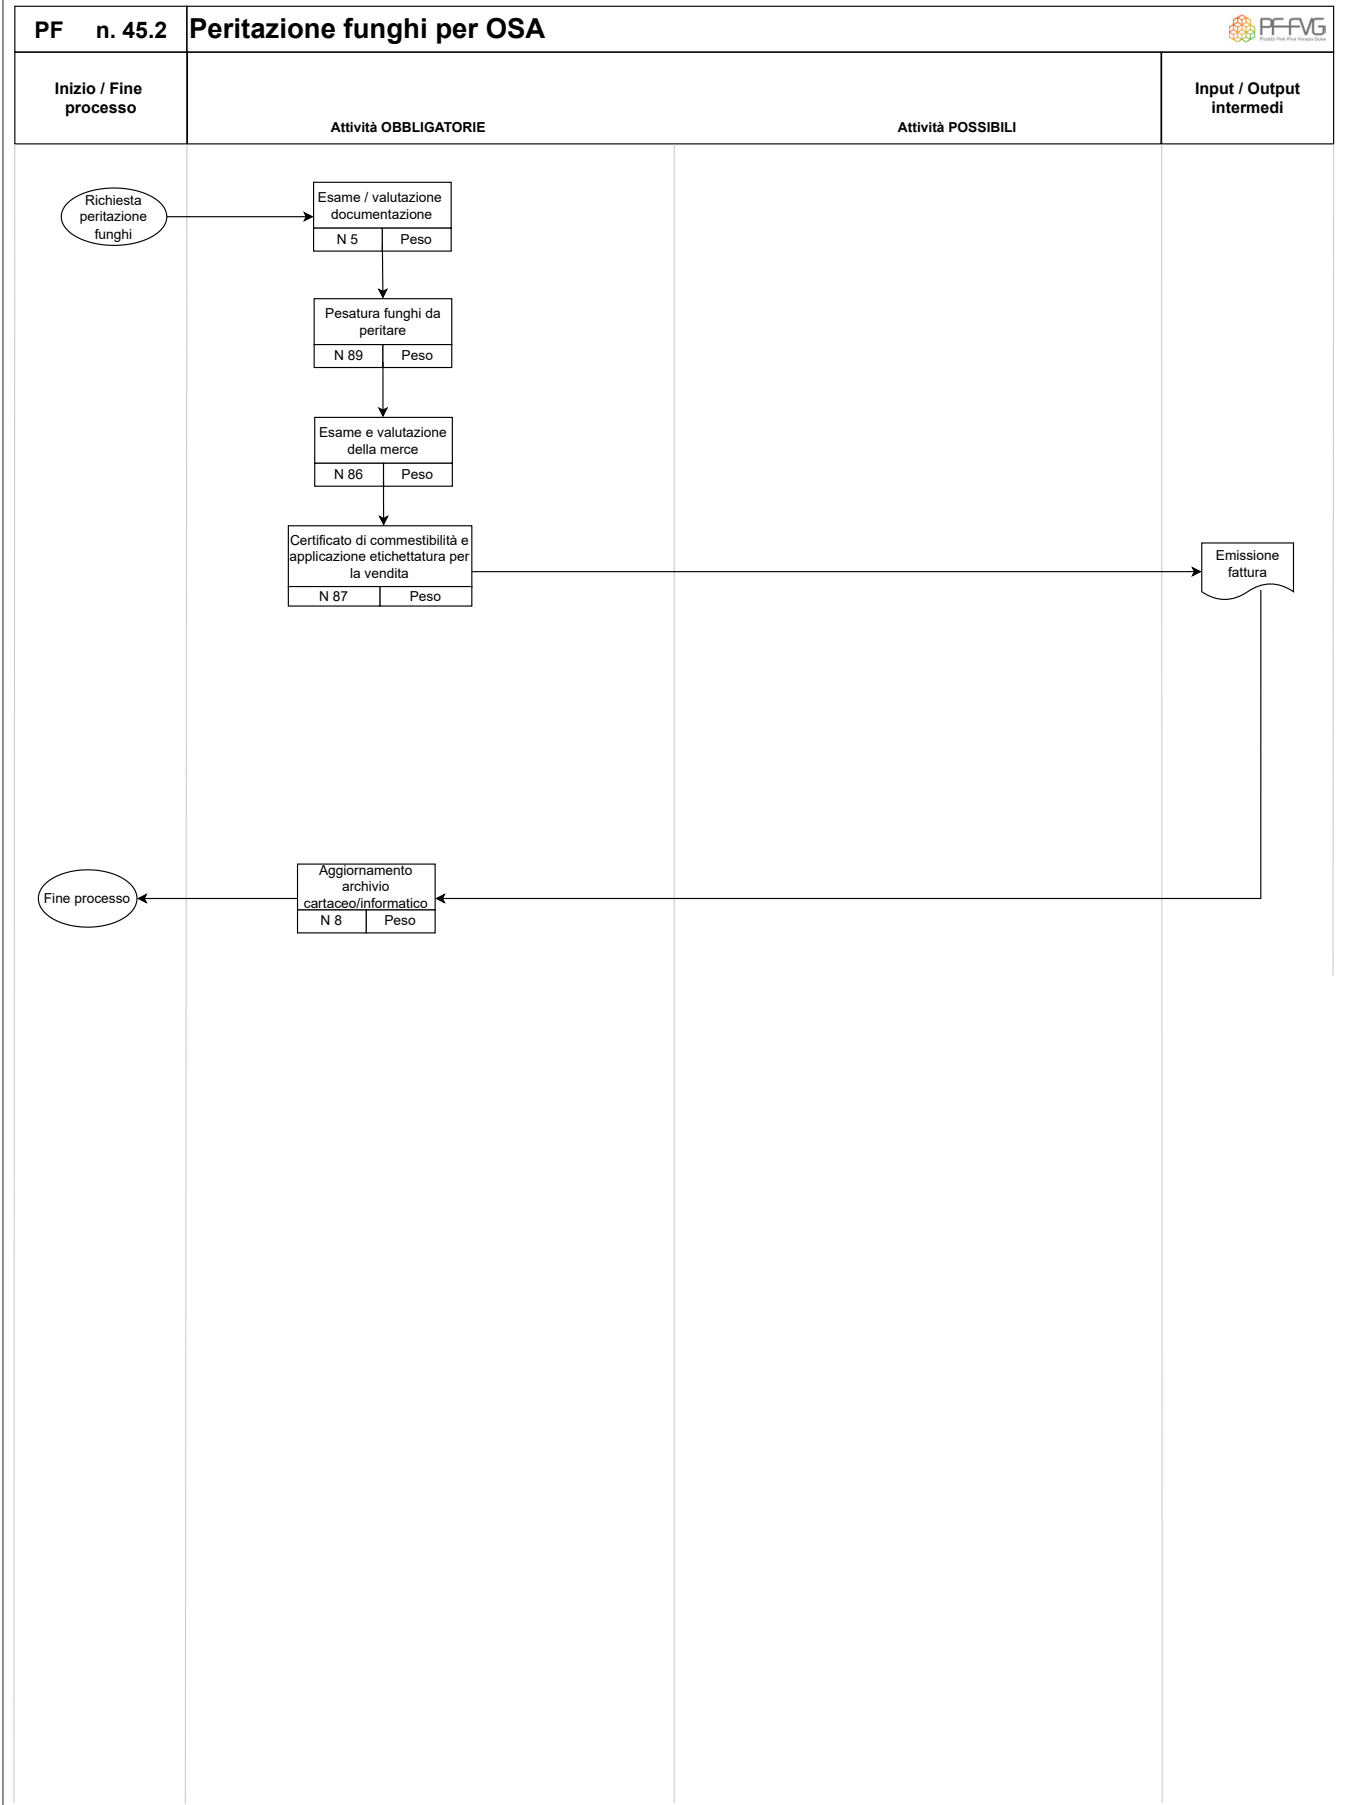 PF n. 45.2
Peritazione funghi per OSA
PF-FVG
Inizio / Fine
processo
Attività OBBLIGATORIE
Attività POSSIBILI
Input / Output
intermedi
Richiesta
peritazione
funghi
Esame / valutazione
documentazione
N 5 Peso
Pesatura funghi da
peritare
N 89 Peso
Esame e valutazione
della merce
N 86 Peso
Certificato di commestibilità e
applicazione etichettatura per
la vendita
N 87 Peso
Emissione
fattura
Aggiornamento
archivio
cartaceo/informatico
N 8 Peso
Fine processo